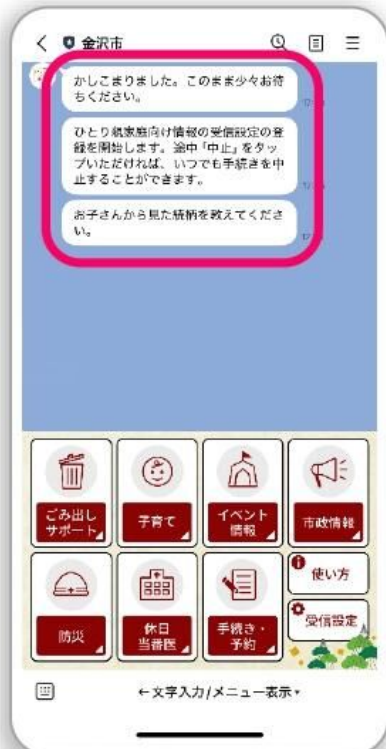 金沢市
かしこまりました。このまま少々お待
ちください。
ひとり親家庭向け情報の受信設定の登
録を開始します。途中「中止」をタッ
プいただければ、いつでも手続きを中
止することができます。
お子さんから見た続柄を教えてくださ
い。
ごみ出し
サポート
子育て
イベント
情報
市政情報
防災
休日
当番医
手続き・
予約
使い方
受信設定
←文字入力/メニュー表示▾